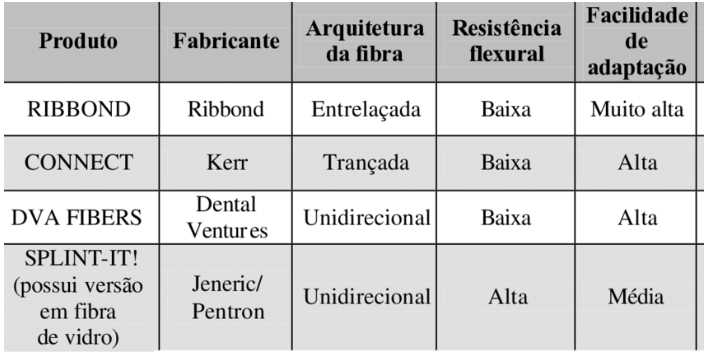 Produto Fabricante Arquitetura da fibra Resistência flexural Facilidade de adaptação
RIBBOND Ribbond Entrelaçada Baixa Muito alta
CONNECT Kerr Trançada Baixa Alta
DVA FIBERS Dental Ventures Unidirecional Baixa Alta
SPLINT-IT! (possui versão em fibra de vidro) Jeneric/ Pentron Unidirecional Alta Média